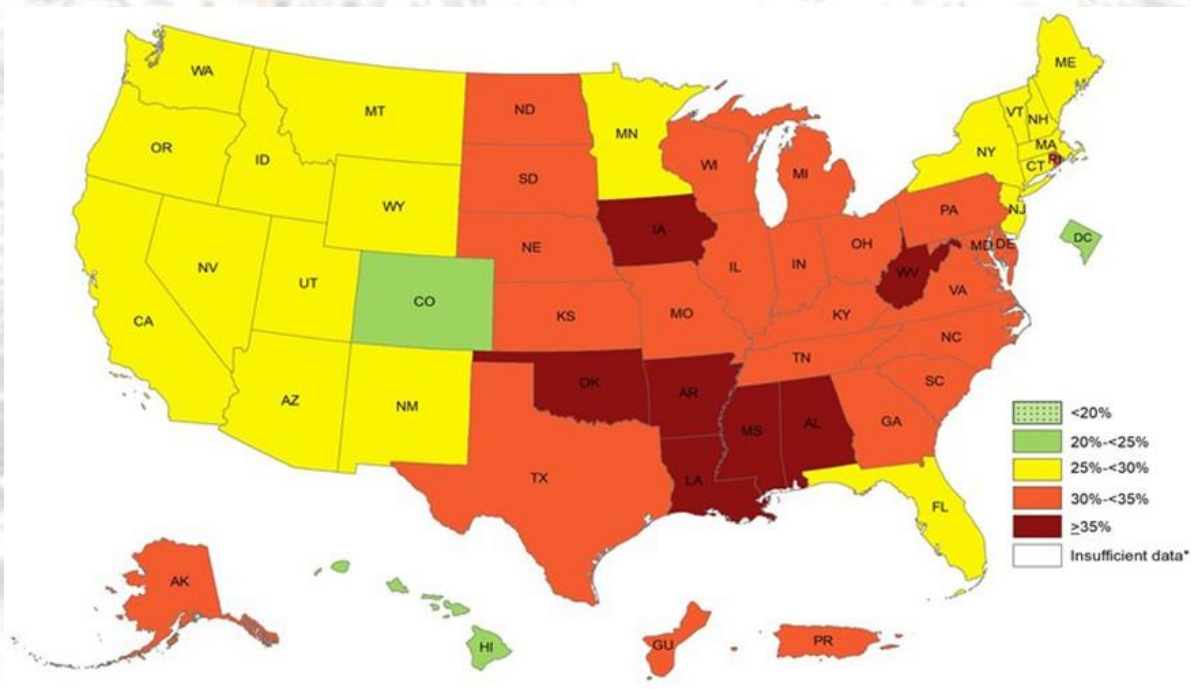 WA
MT
ND
MN
ME
VT
NH
OR
ID
SD
WI
MI
NY
MA
CT
RI
WY
NE
IA
PA
NJ
NV
UT
CO
IL
IN
OH
MD
DE
DC
WV
VA
CA
KS
MO
KY
NC
TN
AZ
NM
OK
AR
SC
MS
AL
GA
TX
LA
FL
AK
HI
GU
PR
<20%
20%-<25%
25%-<30%
30%-<35%
≥35%
Insufficient data*